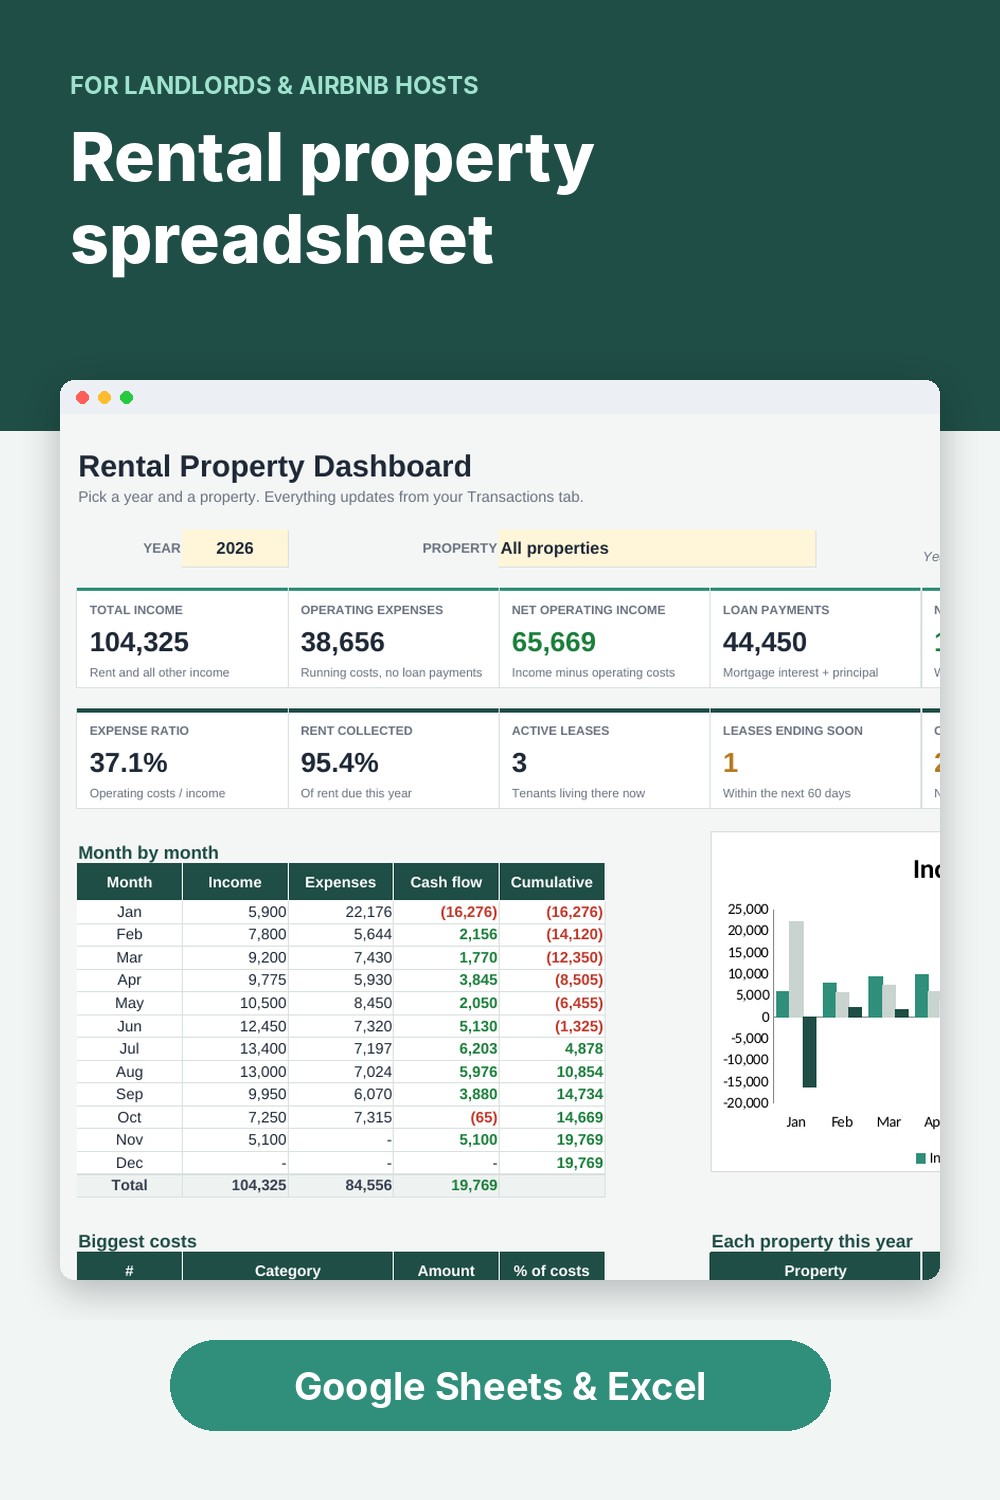 FOR LANDLORDS & AIRBNB HOSTS
Rental property
spreadsheet
Rental Property Dashboard
Pick a year and a property. Everything updates from your Transactions tab.
YEAR 2026 PROPERTY All properties
TOTAL INCOME OPERATING EXPENSES NET OPERATING INCOME LOAN PAYMENTS
104,325 38,656 65,669 44,450
Rent and all other income Running costs, no loan payments Income minus operating costs Mortgage interest + principal
EXPENSE RATIO RENT COLLECTED ACTIVE LEASES LEASES ENDING SOON
37.1% 95.4% 3 1
Operating costs / income Of rent due this year Tenants living there now Within the next 60 days
Month by month
Month Income Expenses Cash flow Cumulative
Jan 5,900 22,176 (16,276) (16,276)
Feb 7,800 5,644 2,156 (14,120)
Mar 9,200 7,430 1,770 (12,350)
Apr 9,775 5,930 3,845 (8,505)
May 10,500 8,450 2,050 (6,455)
Jun 12,450 7,320 5,130 (1,325)
Jul 13,400 7,197 6,203 4,878
Aug 13,000 7,024 5,976 10,854
Sep 9,950 6,070 3,880 14,734
Oct 7,250 7,315 (65) 14,669
Nov 5,100 - 5,100 19,769
Dec - - - 19,769
Total 104,325 84,556 19,769
25,000
20,000
15,000
10,000
5,000
0
-5,000
-10,000
-15,000
-20,000
Jan Feb Mar
Biggest costs
# Category Amount % of costs
Each property this year
Property
Google Sheets & Excel